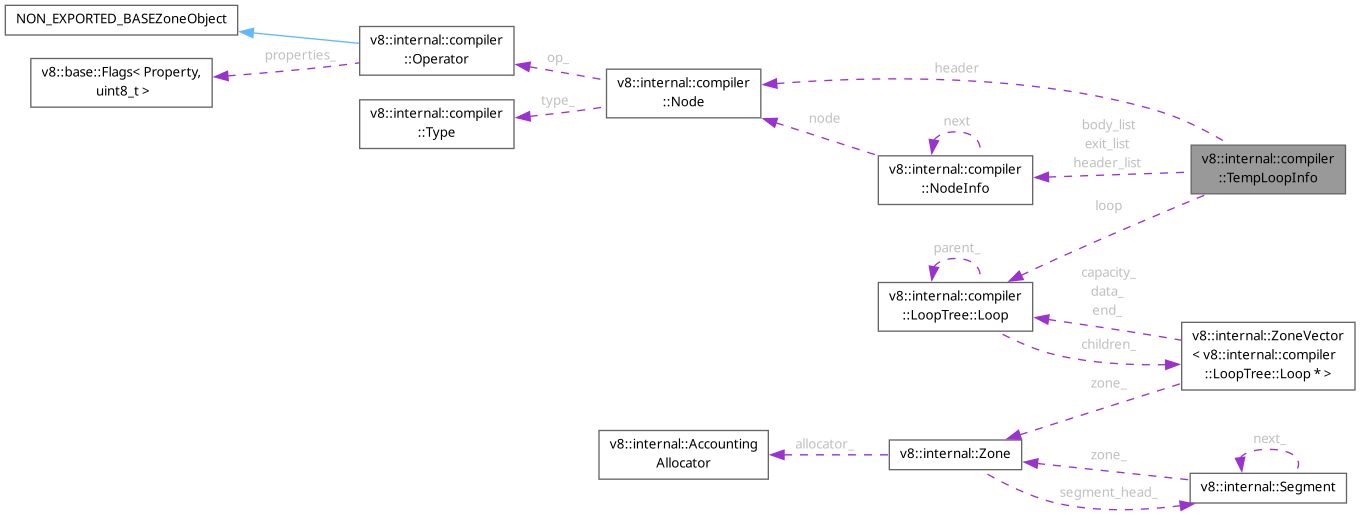 NON_EXPORTED_BASEZoneObject
v8::internal::compiler
::Operator
properties_
v8::base::Flags< Property,
uint8_t >
op_
v8::internal::compiler
::Node
header
type_
v8::internal::compiler
::Type
node
next
body_list
exit_list
header_list
v8::internal::compiler
::TempLoopInfo
v8::internal::compiler
::NodeInfo
loop
parent_
capacity_
data_
end_
v8::internal::compiler
::LoopTree::Loop
children_
v8::internal::ZoneVector
< v8::internal::compiler
::LoopTree::Loop * >
zone_
v8::internal::Accounting
Allocator
allocator_
v8::internal::Zone
zone_
next_
segment_head_
v8::internal::Segment